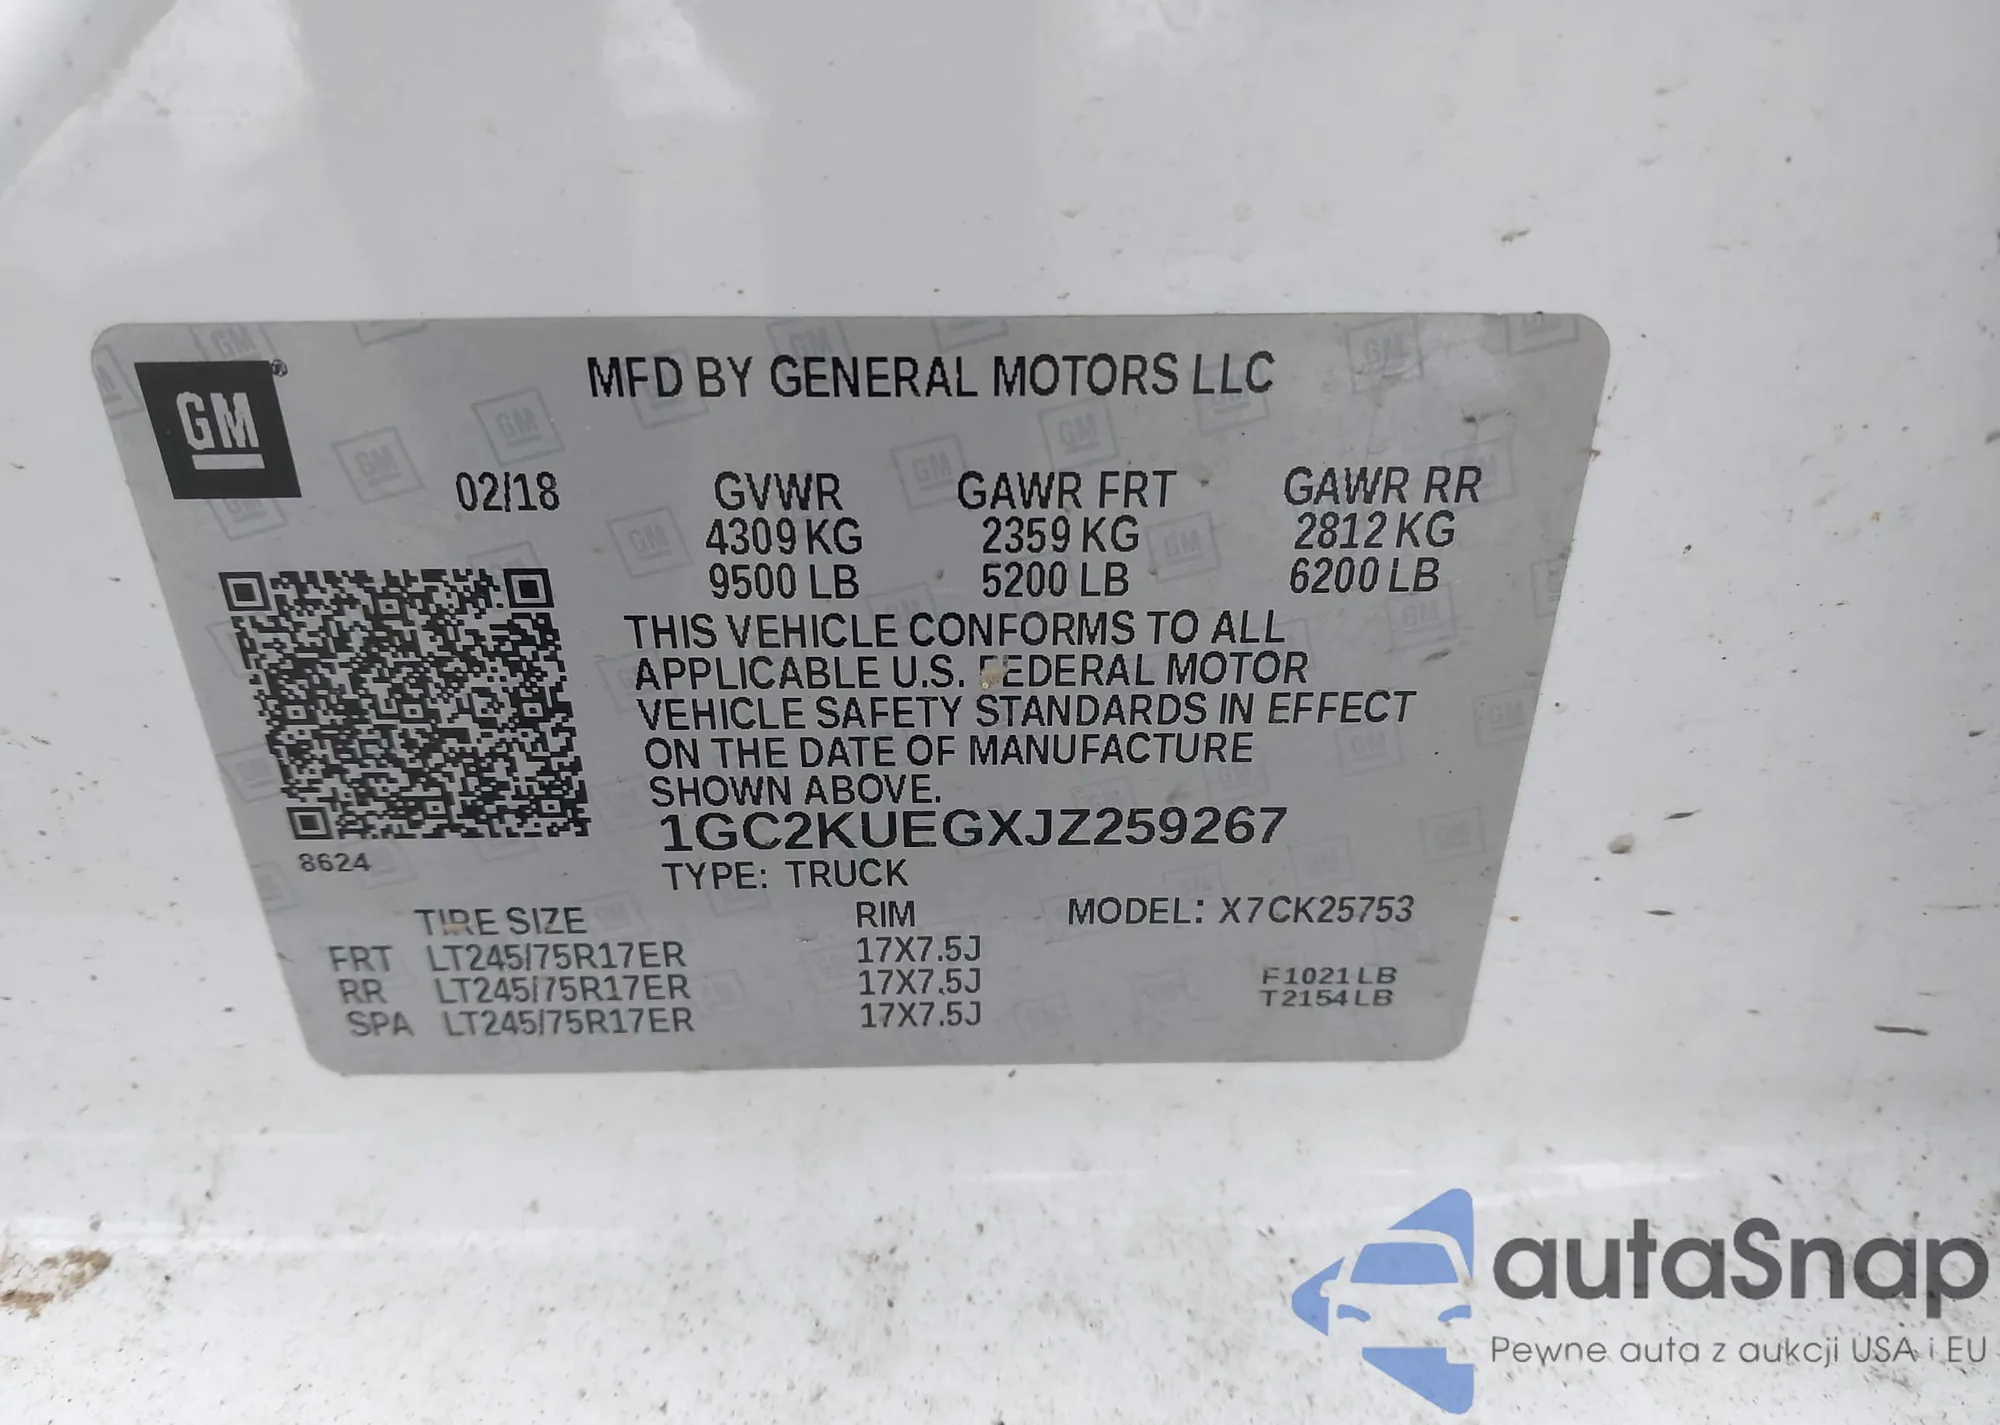 GM®
MFD BY GENERAL MOTORS LLC
02/18 GVWR GAWR FRT GAWR RR
4309 KG 2359 KG 2812 KG
9500 LB 5200 LB 6200 LB
THIS VEHICLE CONFORMS TO ALL
APPLICABLE U.S. FEDERAL MOTOR
VEHICLE SAFETY STANDARDS IN EFFECT
ON THE DATE OF MANUFACTURE
SHOWN ABOVE.
1GC2KUEGXJZ259267
8624
TYPE: TRUCK
TIRE SIZE RIM MODEL: X7CK25753
FRT LT245/75R17ER 17X7.5J
RR LT245/75R17ER 17X7.5J
SPA LT245/75R17ER 17X7.5J
F1021LB
T2154LB
autaSnap
Pewne auta z aukcji USA i EU